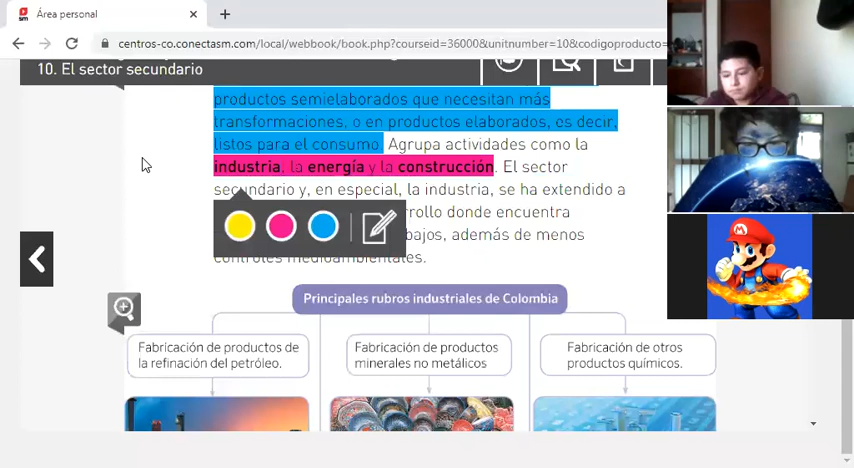 Área personal
centros-co.conectasm.com/local/webbook/book.php?courseid=36000&unitnumber=10&codigoproducto=
10. El sector secundario
productos semielaborados que necesitan más
transformaciones, o en productos elaborados, es decir,
listos para el consumo. Agrupa actividades como la
industria, la energía y la construcción. El sector
secundario y, en especial, la industria, se ha extendido a
rrollo donde encuentra
bajos, además de menos
controles medioambientales.
Principales rubros industriales de Colombia
Fabricación de productos de
la refinación del petróleo.
Fabricación de productos
minerales no metálicos
Fabricación de otros
productos químicos.